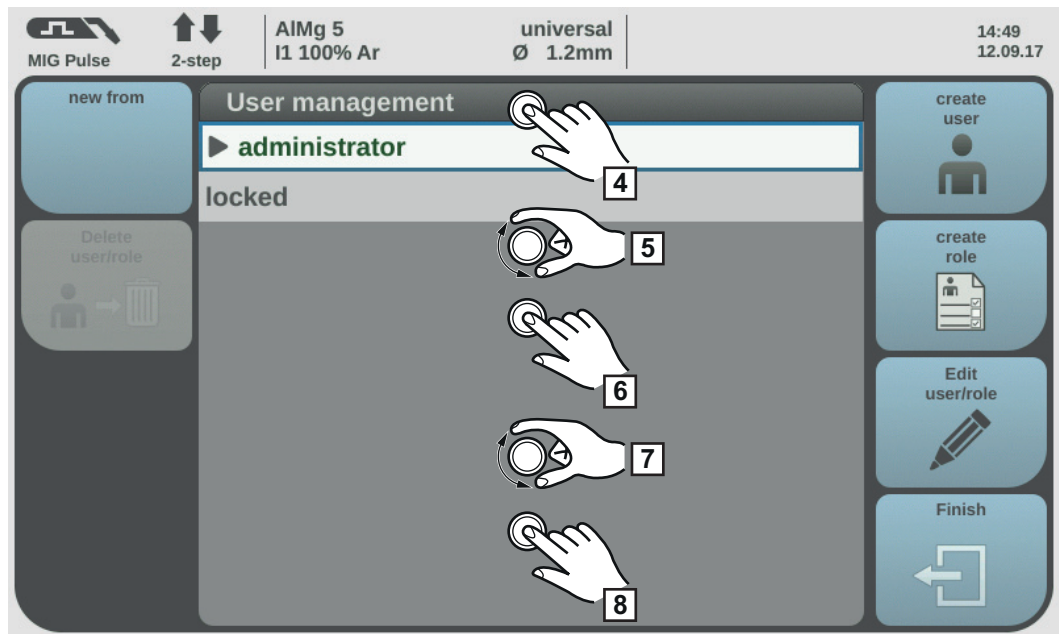 MIG Pulse
2-step
AlMg 5
I1 100% Ar
universal
Ø 1.2mm
14:49
12.09.17
new from
User management
administrator
locked
Delete
user/role
create
user
create
role
Edit
user/role
Finish
4
5
6
7
8